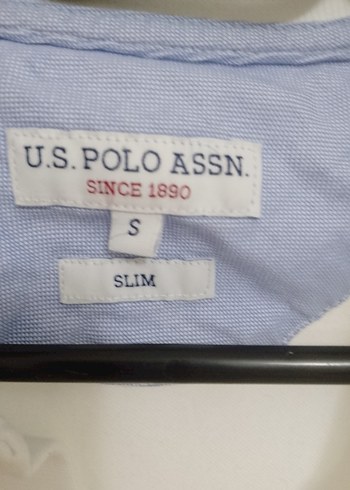 U.S. POLO ASSN.
SINCE 1890
S
SLIM